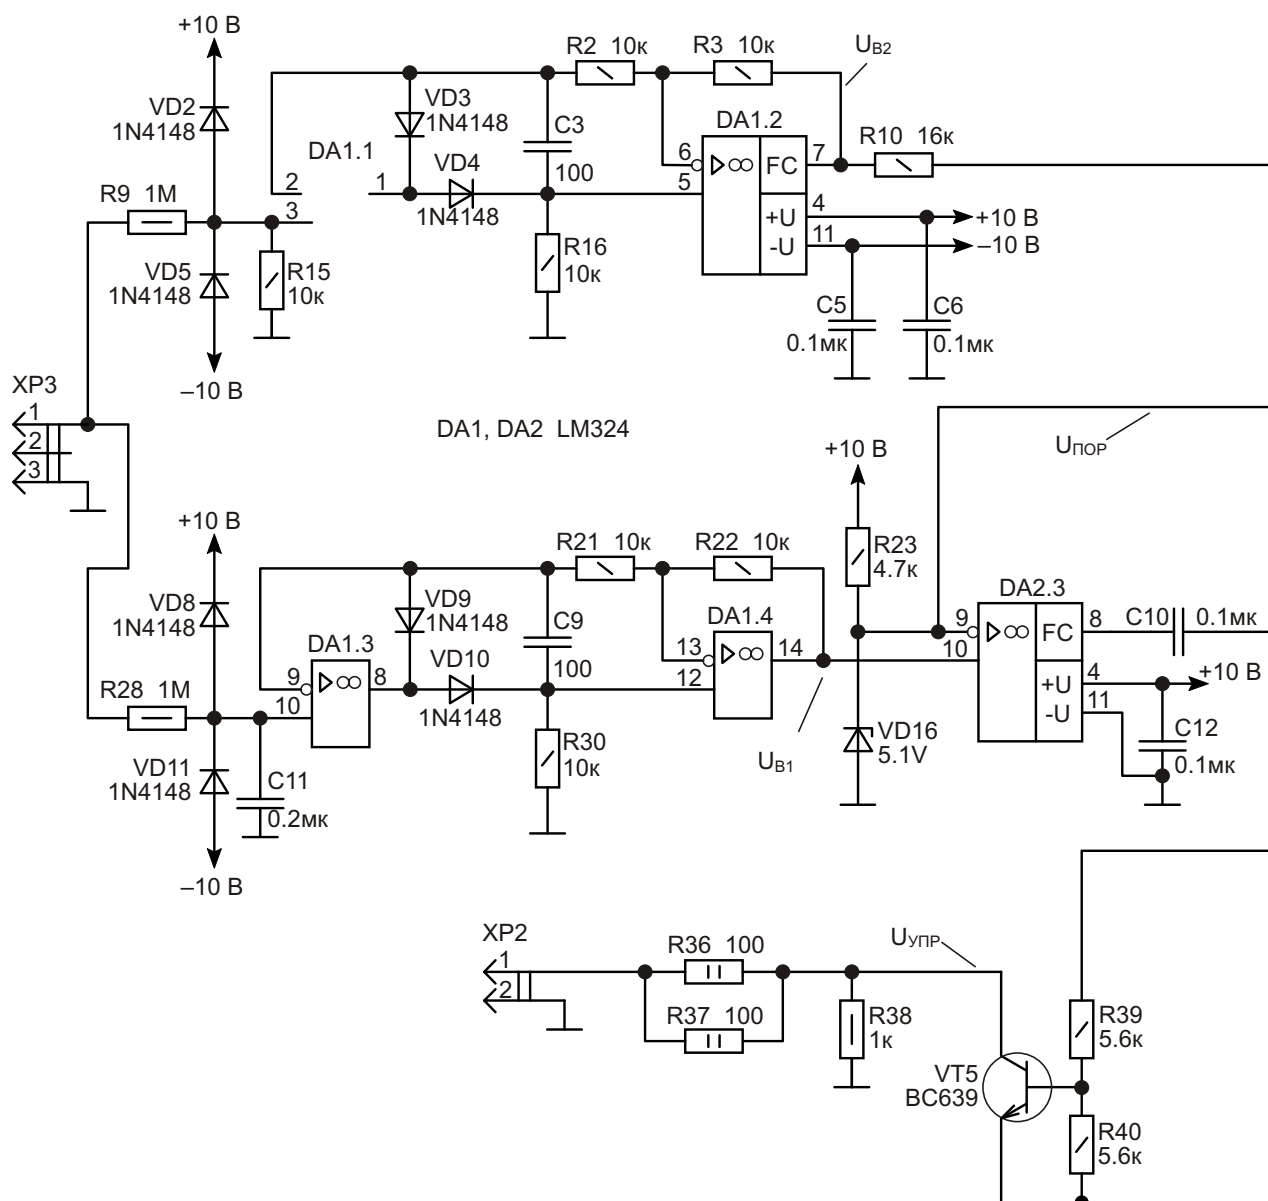 +10 В
R2 10к
R3 10к
UВ2
VD2
1N4148
VD3
1N4148
C3
100
DA1.1
VD4
1N4148
DA1.2
6
5
FC
7
R10 16к
+U
4
+10 В
-U
11
–10 В
2
1
3
R9 1М
R15
10к
R16
10к
VD5
1N4148
C5
0.1мк
C6
0.1мк
–10 В
XP3
1
2
3
DA1, DA2 LM324
UПОР
+10 В
+10 В
R21 10к
R22 10к
R23
4.7к
VD8
1N4148
VD9
1N4148
C9
100
DA1.3
9
8
10
VD10
1N4148
DA1.4
13
14
12
DA2.3
9
10
FC
8
C10 0.1мк
+U
4
+10 В
-U
11
C12
0.1мк
R28 1М
R30
10к
UВ1
VD16
5.1V
VD11
1N4148
C11
0.2мк
–10 В
XP2
1
2
R36 100
R37 100
UУПР
R38
1к
R39
5.6к
VT5
BC639
R40
5.6к